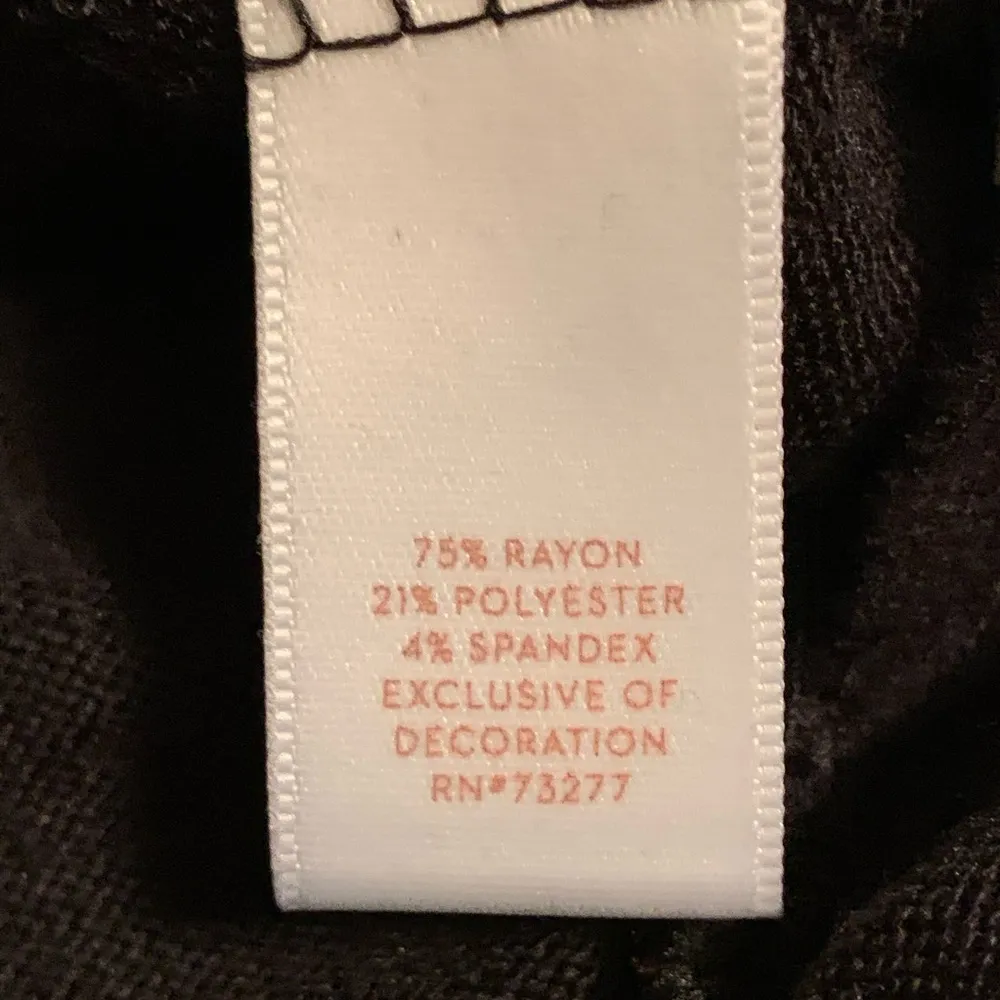 75% RAYON
21% POLYESTER
4% SPANDEX
EXCLUSIVE OF
DECORATION
RN#73277